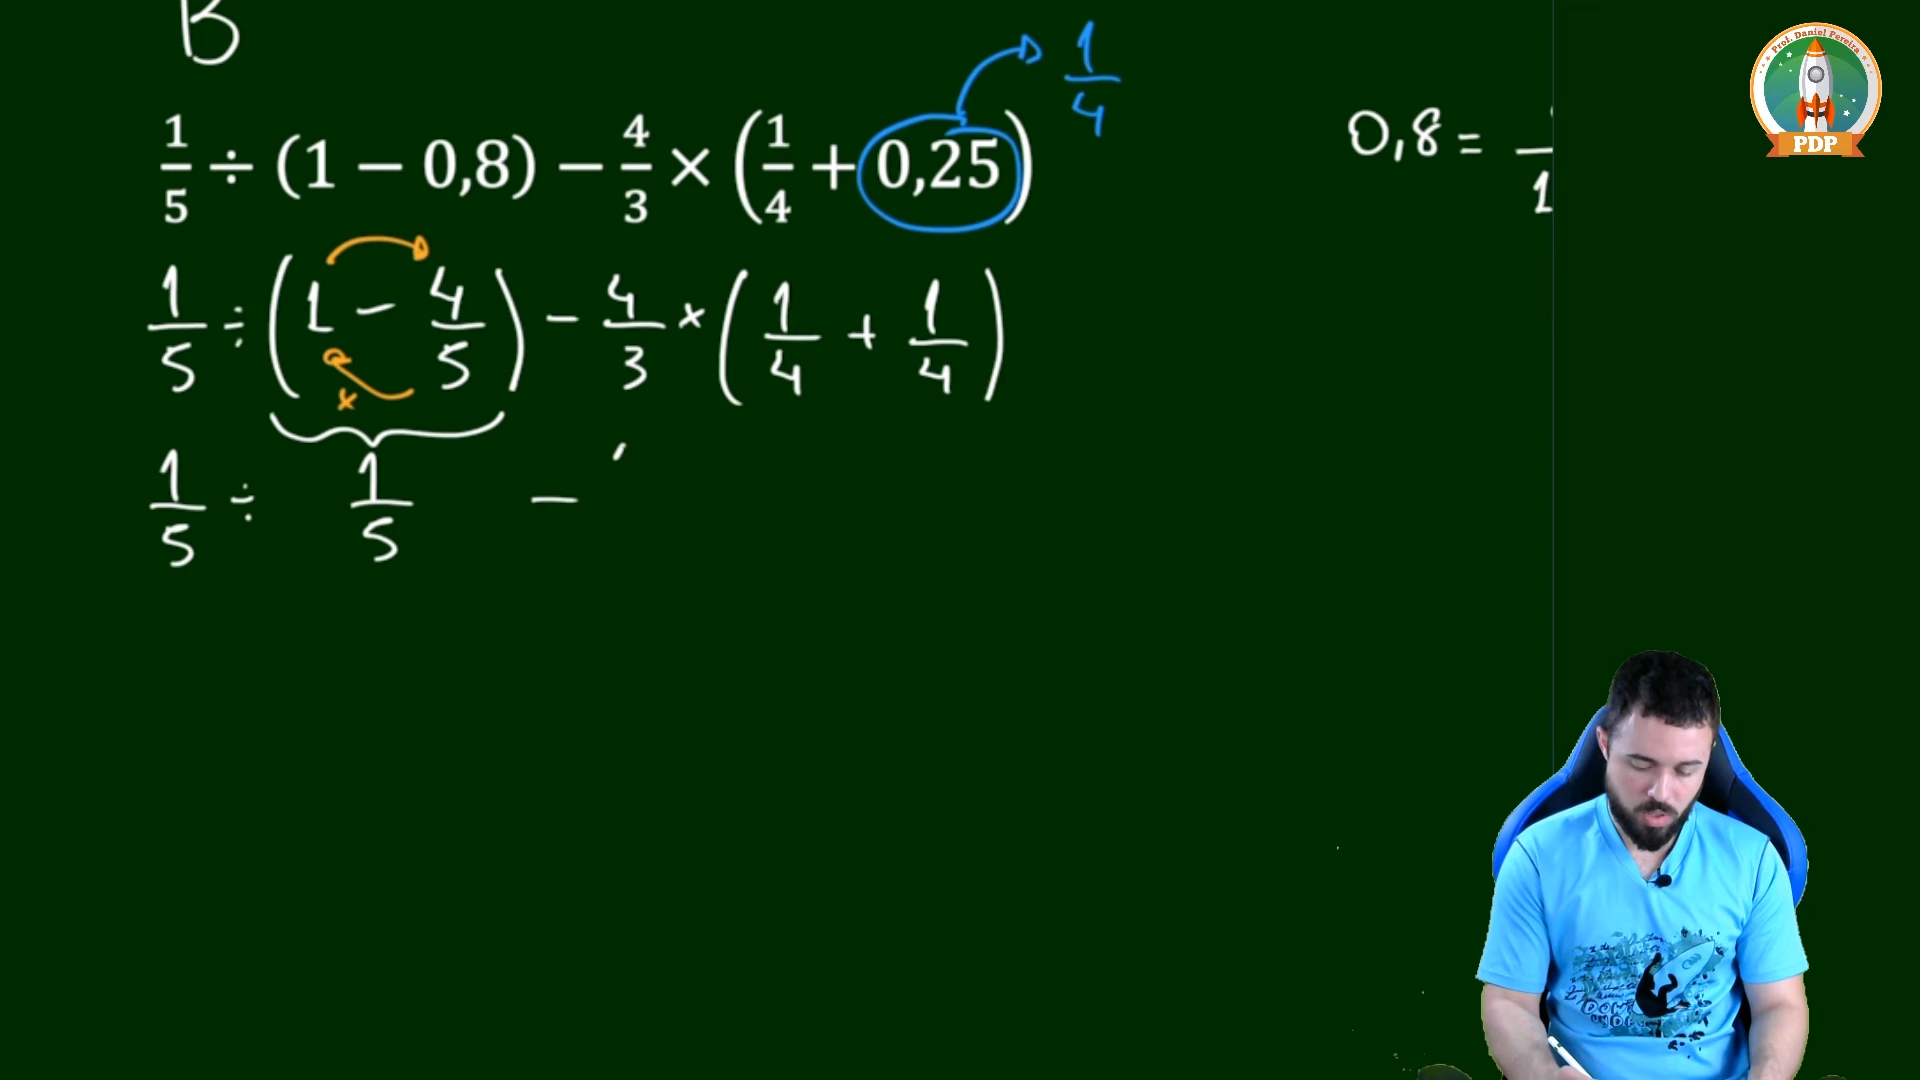 B
1/4
1/5 ÷ (1 − 0,8) − 4/3 × (1/4 + 0,25)
0,8 =
1
1/5 ÷ (1 − 4/5) − 4/3 × (1/4 + 1/4)
x
1/5 ÷ 1/5 −
Prof. Daniel Pereira
PDP